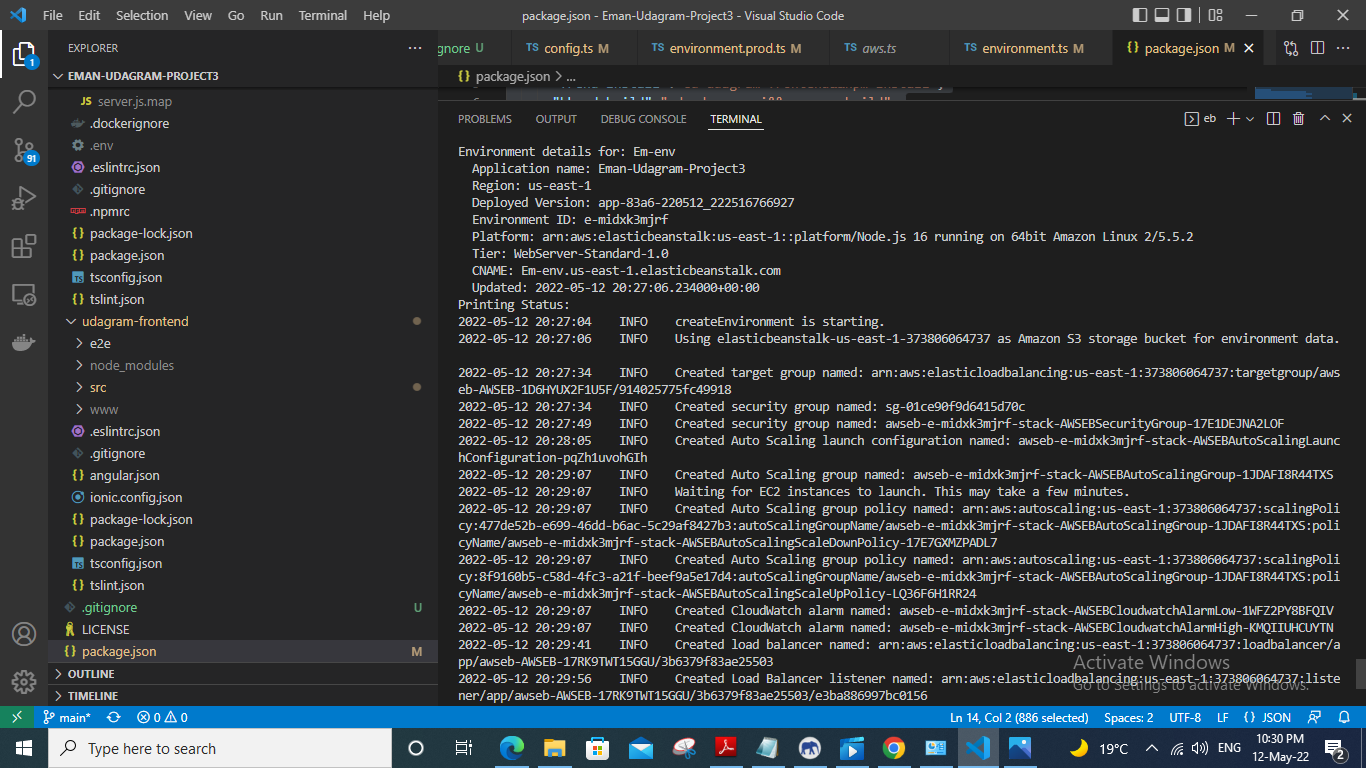 File Edit Selection View Go Run Terminal Help
package.json - Eman-Udagram-Project3 - Visual Studio Code
EXPLORER
EMAN-UDAGRAM-PROJECT3
JS server.js.map
.dockerignore
.env
.eslintrc.json
.gitignore
.npmrc
package-lock.json
package.json
tsconfig.json
tslint.json
udagram-frontend
e2e
node_modules
src
www
.eslintrc.json
.gitignore
angular.json
ionic.config.json
package-lock.json
package.json
tsconfig.json
tslint.json
.gitignore U
LICENSE
package.json M
OUTLINE
TIMELINE
gnore U
TS config.ts M
TS environment.prod.ts M
TS aws.ts
TS environment.ts M
{} package.json M
{} package.json > ...
PROBLEMS OUTPUT DEBUG CONSOLE TERMINAL
eb
Environment details for: Em-env
Application name: Eman-Udagram-Project3
Region: us-east-1
Deployed Version: app-83a6-220512_222516766927
Environment ID: e-midxk3mjrf
Platform: arn:aws:elasticbeanstalk:us-east-1::platform/Node.js 16 running on 64bit Amazon Linux 2/5.5.2
Tier: WebServer-Standard-1.0
CNAME: Em-env.us-east-1.elasticbeanstalk.com
Updated: 2022-05-12 20:27:06.234000+00:00
Printing Status:
2022-05-12 20:27:04 INFO createEnvironment is starting.
2022-05-12 20:27:06 INFO Using elasticbeanstalk-us-east-1-373806064737 as Amazon S3 storage bucket for environment data.
2022-05-12 20:27:34 INFO Created target group named: arn:aws:elasticloadbalancing:us-east-1:373806064737:targetgroup/aws
eb-AWSEB-1D6HYUX2F1U5F/914025775fc49918
2022-05-12 20:27:34 INFO Created security group named: sg-01ce90f9d6415d70c
2022-05-12 20:27:49 INFO Created security group named: awseb-e-midxk3mjrf-stack-AWSEBSecurityGroup-17E1DEJNA2LOF
2022-05-12 20:28:05 INFO Created Auto Scaling launch configuration named: awseb-e-midxk3mjrf-stack-AWSEBAutoScalingLaunc
hConfiguration-pqZh1uvohGIh
2022-05-12 20:29:07 INFO Created Auto Scaling group named: awseb-e-midxk3mjrf-stack-AWSEBAutoScalingGroup-1JDAFI8R44TXS
2022-05-12 20:29:07 INFO Waiting for EC2 instances to launch. This may take a few minutes.
2022-05-12 20:29:07 INFO Created Auto Scaling group policy named: arn:aws:autoscaling:us-east-1:373806064737:scalingPoli
cy:477de52b-e699-46dd-b6ac-5c29af8427b3:autoScalingGroupName/awseb-e-midxk3mjrf-stack-AWSEBAutoScalingGroup-1JDAFI8R44TXS:poli
cyName/awseb-e-midxk3mjrf-stack-AWSEBAutoScalingScaleDownPolicy-17E7GXMZPADL7
2022-05-12 20:29:07 INFO Created Auto Scaling group policy named: arn:aws:autoscaling:us-east-1:373806064737:scalingPoli
cy:8f9160b5-c58d-4fc3-a21f-beef9a5e17d4:autoScalingGroupName/awseb-e-midxk3mjrf-stack-AWSEBAutoScalingGroup-1JDAFI8R44TXS:poli
cyName/awseb-e-midxk3mjrf-stack-AWSEBAutoScalingScaleUpPolicy-LQ36F6H1RR24
2022-05-12 20:29:07 INFO Created CloudWatch alarm named: awseb-e-midxk3mjrf-stack-AWSEBCloudwatchAlarmLow-1WFZ2PY8BFQIV
2022-05-12 20:29:07 INFO Created CloudWatch alarm named: awseb-e-midxk3mjrf-stack-AWSEBCloudwatchAlarmHigh-KMQIIUHCUYTN
2022-05-12 20:29:41 INFO Created load balancer named: arn:aws:elasticloadbalancing:us-east-1:373806064737:loadbalancer/a
pp/awseb-AWSEB-17RK9TWT15GGU/3b6379f83ae25503
2022-05-12 20:29:56 INFO Created Load Balancer listener named: arn:aws:elasticloadbalancing:us-east-1:373806064737:liste
ner/app/awseb-AWSEB-17RK9TWT15GGU/3b6379f83ae25503/e3ba886997bc0156
Activate Windows
Go to Settings to activate Windows.
1
91
main* 0 0
Ln 14, Col 2 (886 selected) Spaces: 2 UTF-8 LF {} JSON
Type here to search
19°C ENG
10:30 PM
12-May-22
2